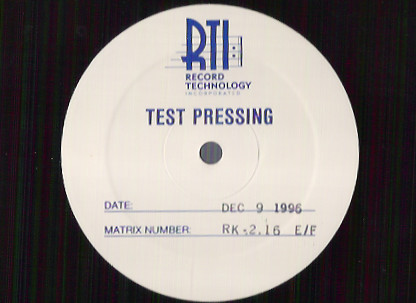 RTI
RECORD
TECHNOLOGY
INCORPORATED
TEST PRESSING
DATE: DEC 9 1996
MATRIX NUMBER: RK-2.16 E/F